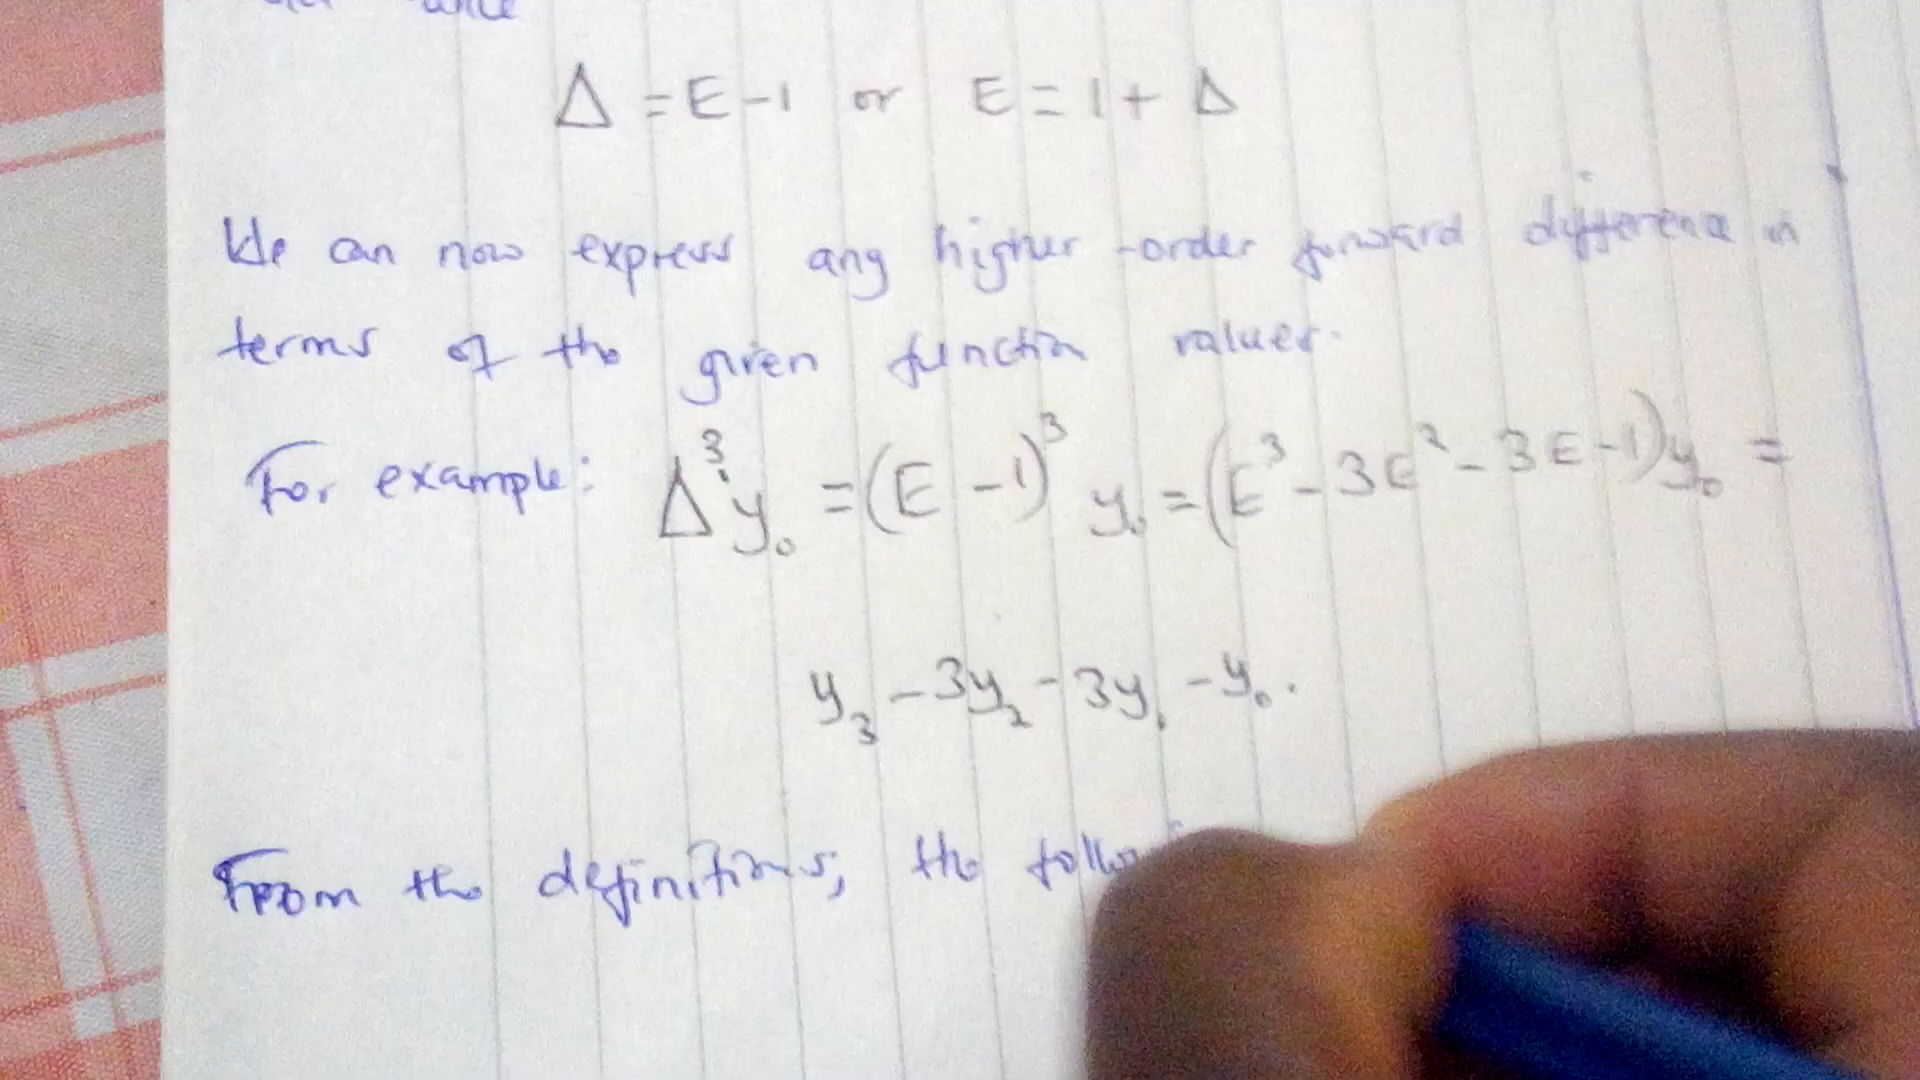 Δ = E - 1 or E = 1 + Δ
We can now express any higher-order forward difference in
terms of the given function values.
For example: Δ³y₀ = (E - 1)³ y₀ = (E³ - 3E² - 3E - 1)y₀ =
y₃ - 3y₂ - 3y₁ - y₀.
From the definitions, the